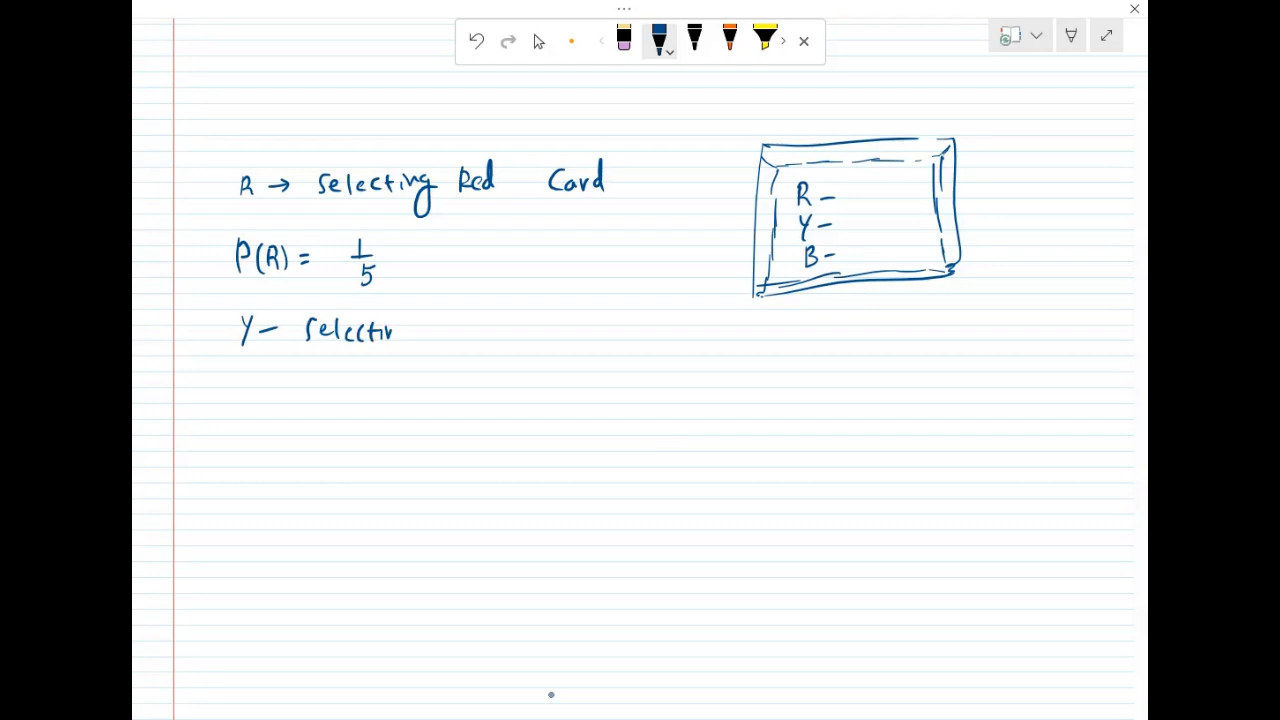 R → Selecting Red Card
P(R) = 1/5
Y - Selectin
R -
Y -
B -